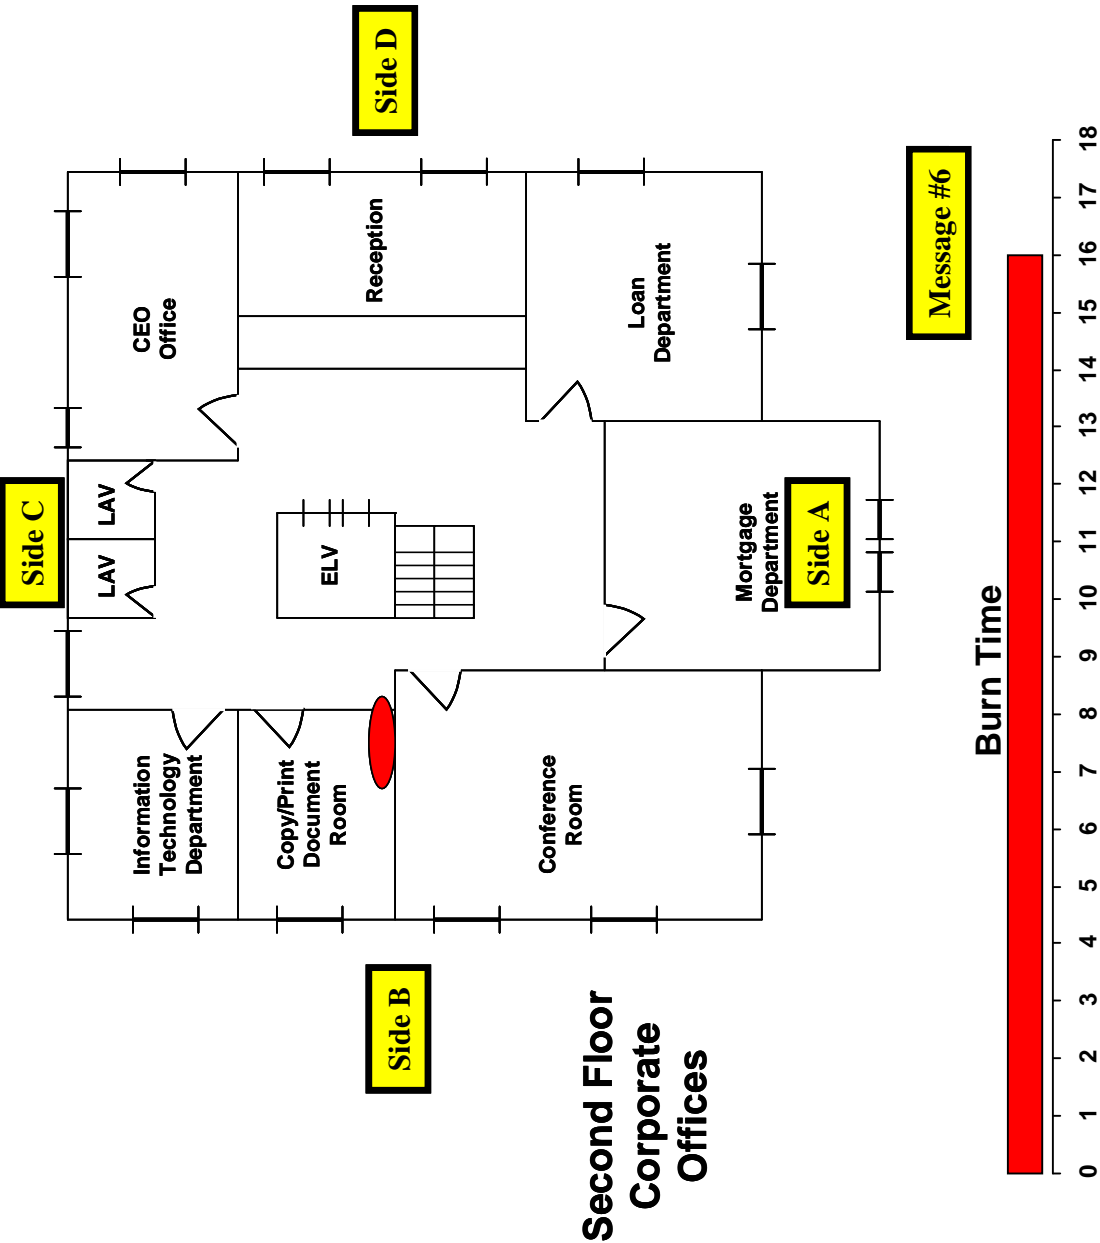 Side C
LAV
LAV
CEO
Office
Information
Technology
Department
Copy/Print
Document
Room
ELV
Reception
Side B
Side D
Conference
Room
Mortgage
Department
Loan
Department
Side A
Second Floor
Corporate
Offices
Message #6
Burn Time
0 1 2 3 4 5 6 7 8 9 10 11 12 13 14 15 16 17 18